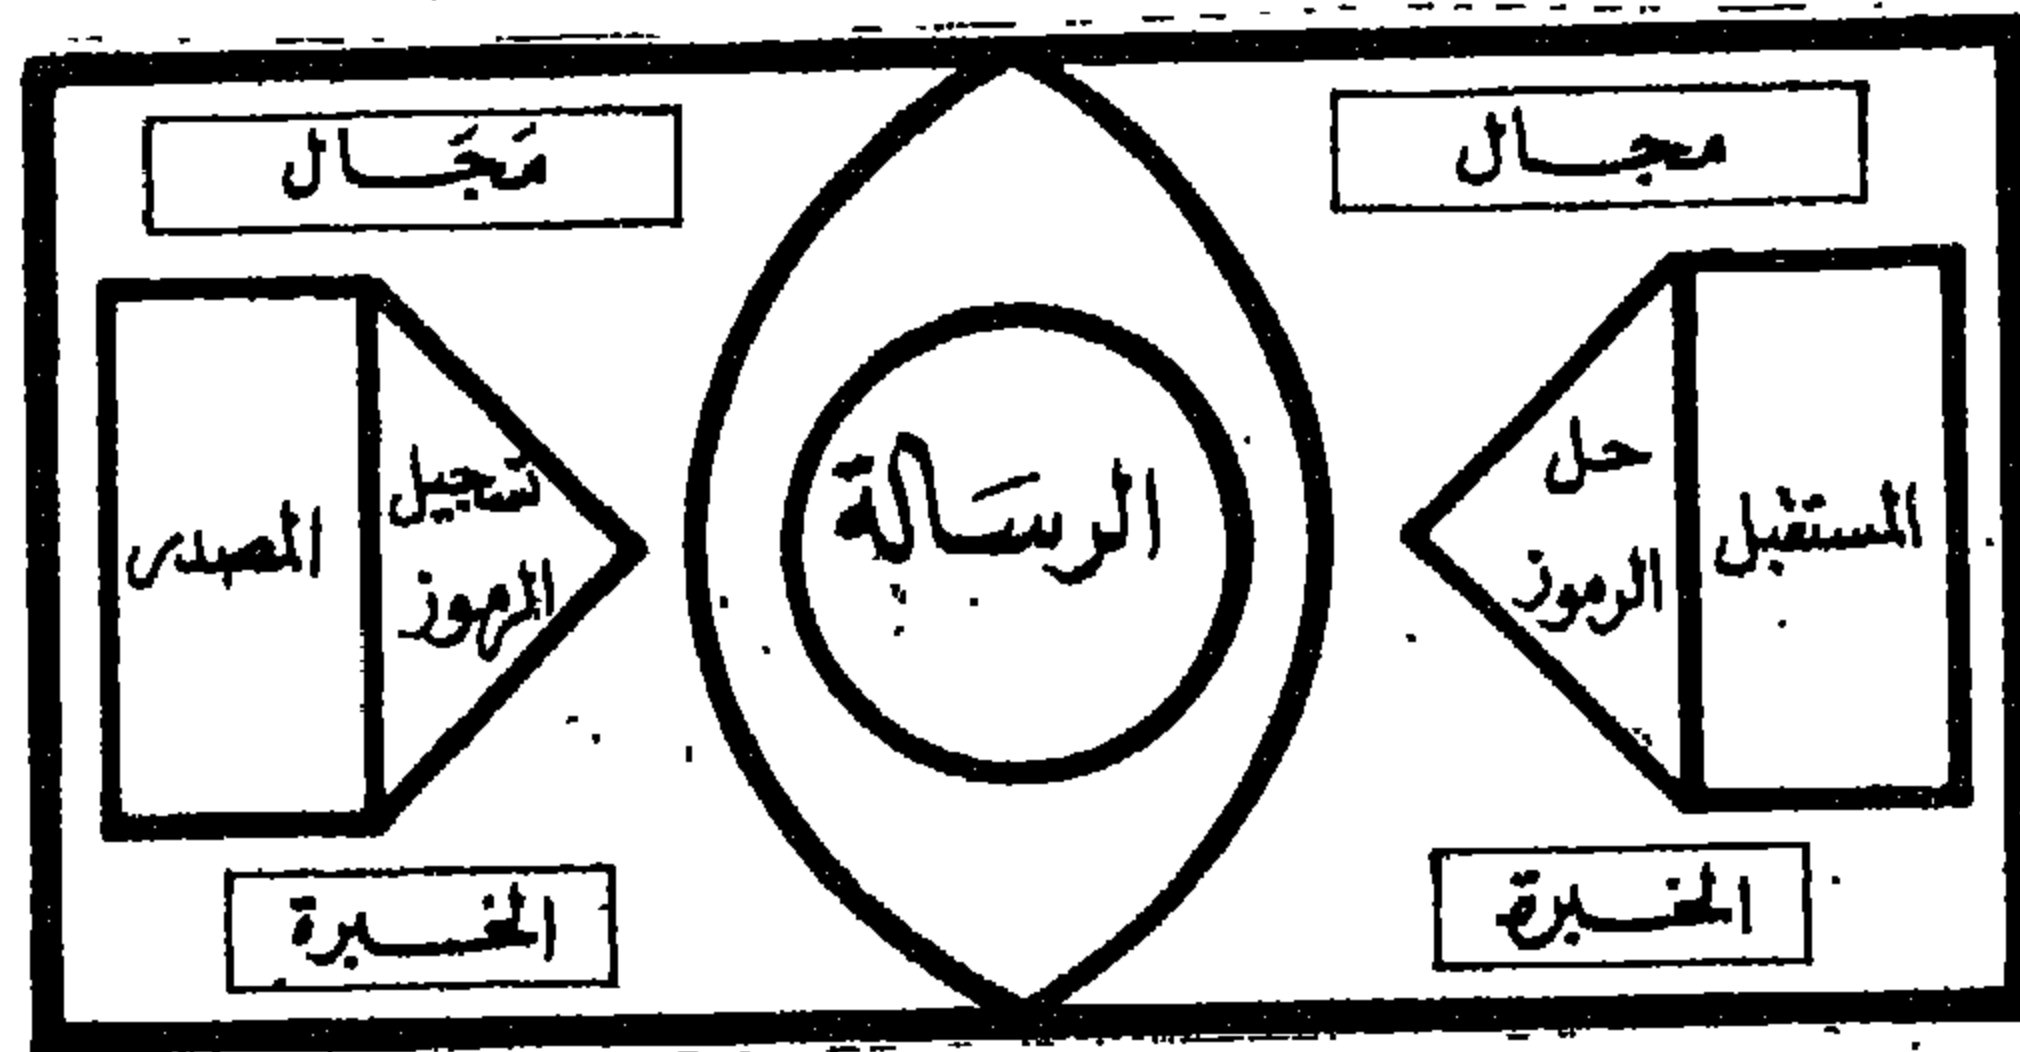 مجال
مَجَال
حل
الرموز
المستقبل
الرسَالة
تسجيل
الرموز
المصدر
الخبرة
الخبرة